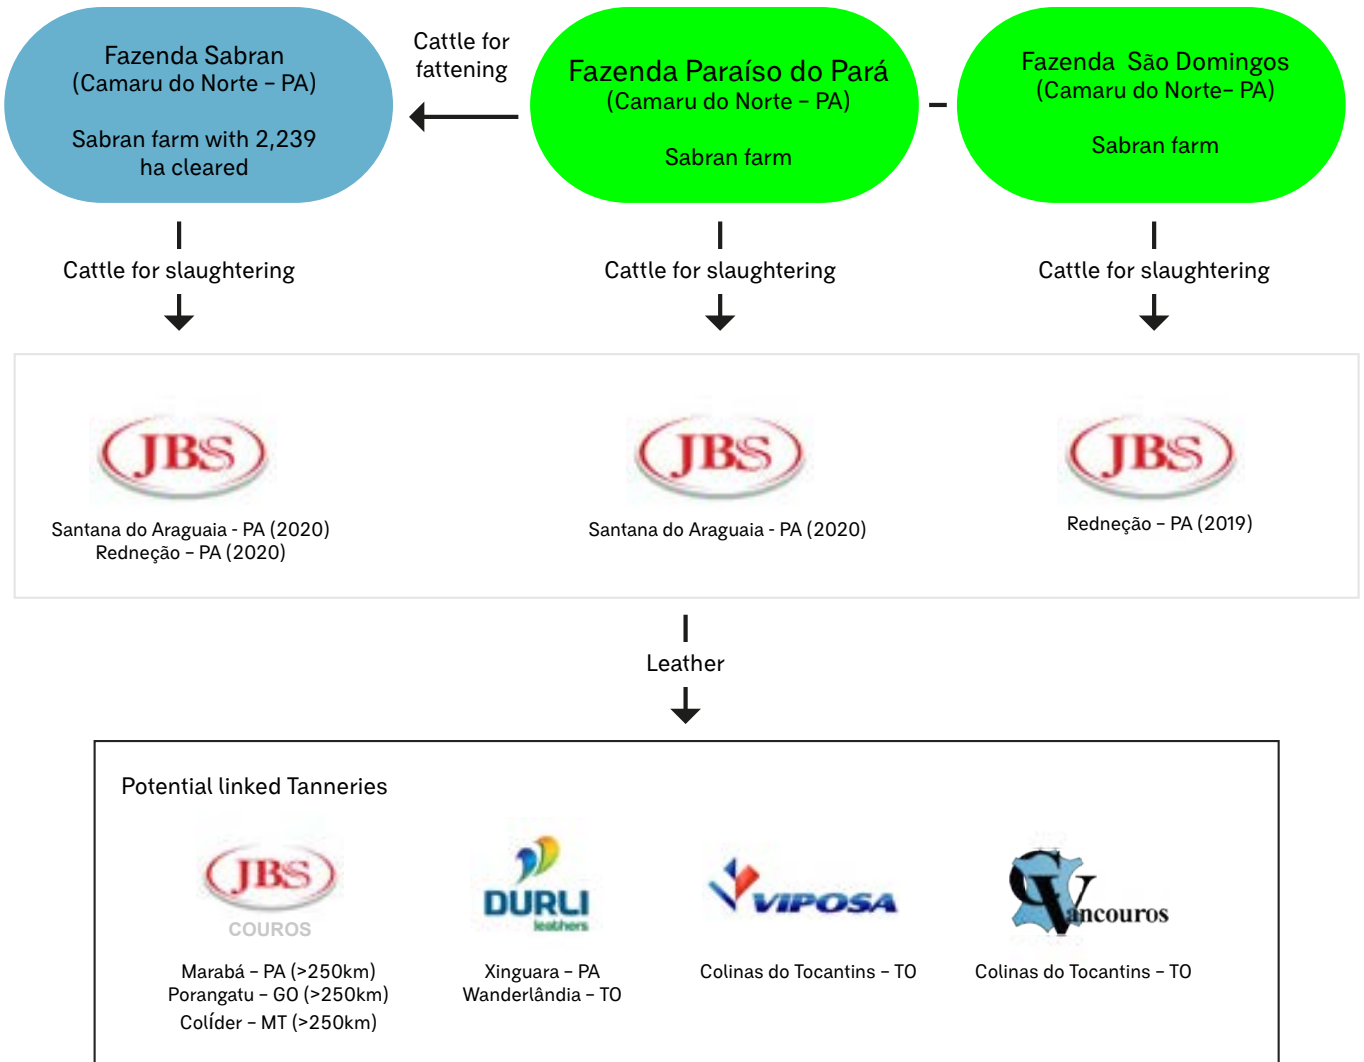 Fazenda Sabran
(Camaru do Norte – PA)
Sabran farm with 2,239
ha cleared
Cattle for
fattening
Fazenda Paraíso do Pará
(Camaru do Norte – PA)
Sabran farm
Fazenda São Domingos
(Camaru do Norte– PA)
Sabran farm
Cattle for slaughtering
Cattle for slaughtering
Cattle for slaughtering
JBS
Santana do Araguaia - PA (2020)
Redneção – PA (2020)
JBS
Santana do Araguaia - PA (2020)
JBS
Redneção – PA (2019)
Leather
Potential linked Tanneries
JBS
COUROS
Marabá – PA (>250km)
Porangatu – GO (>250km)
Colíder – MT (>250km)
DURLI
leathers
Xinguara – PA
Wanderlândia – TO
VIPOSA
Colinas do Tocantins – TO
CVancouros
Colinas do Tocantins – TO